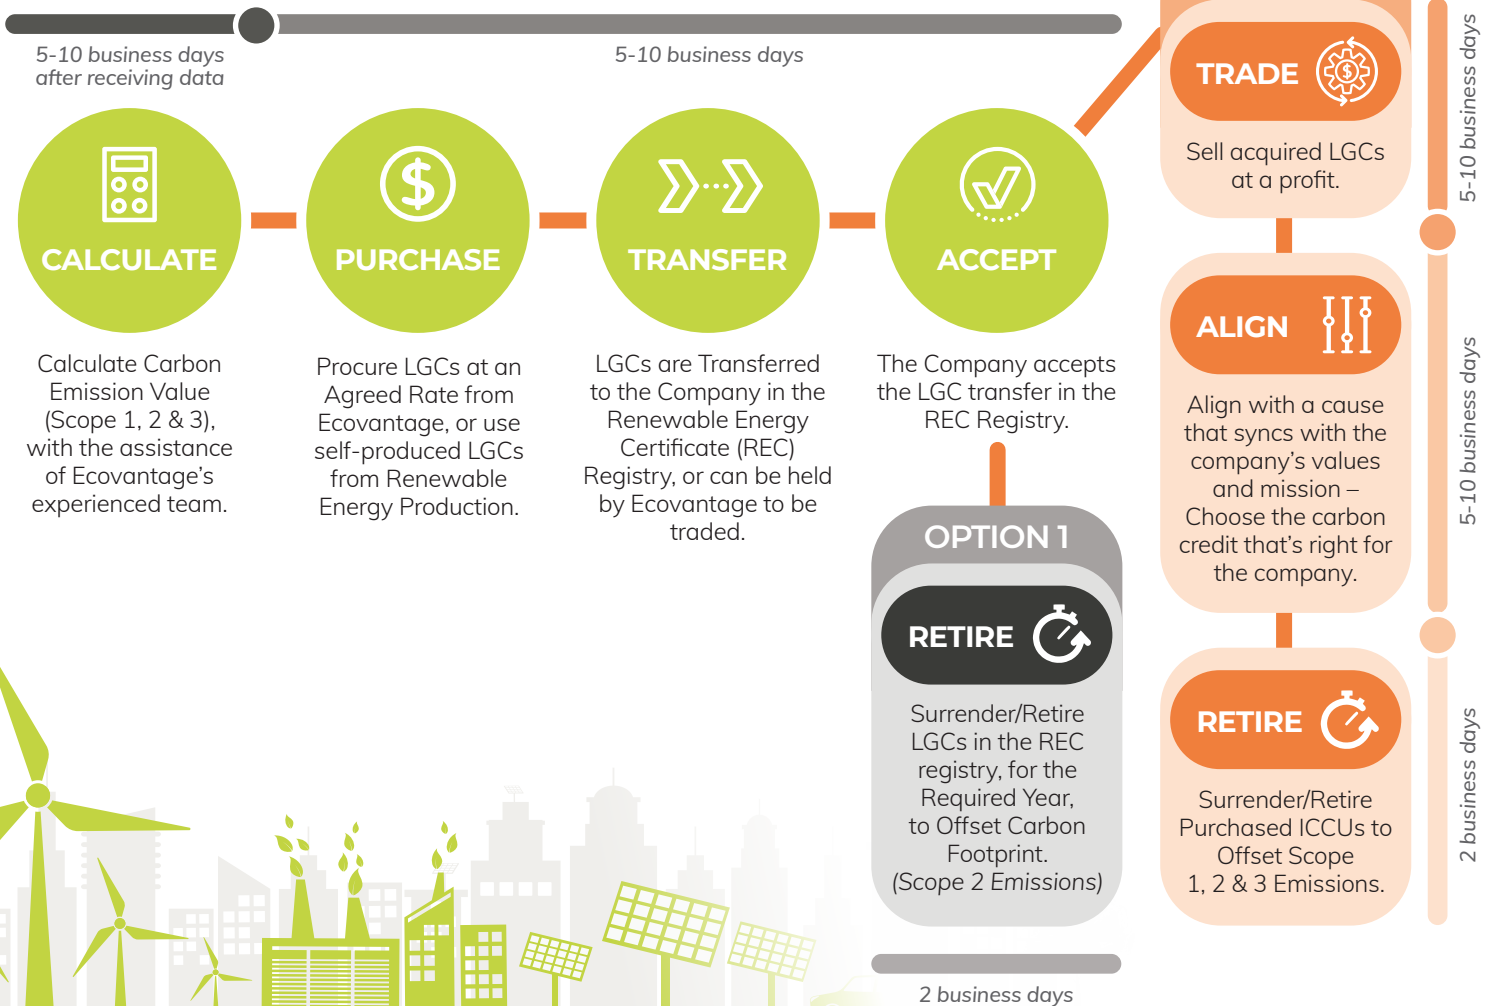 5-10 business days
after receiving data
5-10 business days
CALCULATE
Calculate Carbon
Emission Value
(Scope 1, 2 & 3),
with the assistance
of Ecovantage’s
experienced team.
PURCHASE
Procure LGCs at an
Agreed Rate from
Ecovantage, or use
self-produced LGCs
from Renewable
Energy Production.
TRANSFER
LGCs are Transferred
to the Company in the
Renewable Energy
Certificate (REC)
Registry, or can be held
by Ecovantage to be
traded.
ACCEPT
The Company accepts
the LGC transfer in the
REC Registry.
OPTION 1
RETIRE
Surrender/Retire
LGCs in the REC
registry, for the
Required Year,
to Offset Carbon
Footprint.
(Scope 2 Emissions)
2 business days
TRADE
Sell acquired LGCs
at a profit.
5-10 business days
ALIGN
Align with a cause
that syncs with the
company’s values
and mission –
Choose the carbon
credit that’s right for
the company.
5-10 business days
RETIRE
Surrender/Retire
Purchased ICCUs to
Offset Scope
1, 2 & 3 Emissions.
2 business days